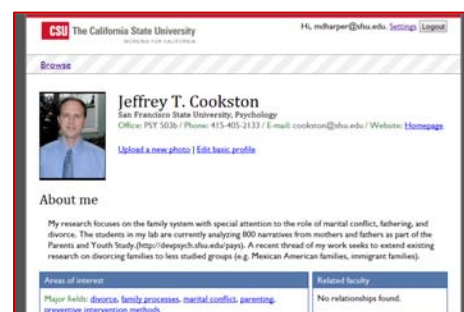 CSU The California State University
WORKING FOR CALIFORNIA
Hi, mdharper@sfsu.edu. Settings Logout
Browse
Jeffrey T. Cookston
San Francisco State University, Psychology
Office: PSY 503b / Phone: 415-405-2133 / E-mail: cookston@sfsu.edu / Website: Homepage
Upload a new photo | Edit basic profile
About me
My research focuses on the family system with special attention to the role of marital conflict, fathering, and
divorce. The students in my lab are currently analyzing 800 narratives from mothers and fathers as part of the
Parents and Youth Study.(http://devpsych.sfsu.edu/pays). A recent thread of my work seeks to extend existing
research on divorcing families to less studied groups (e.g. Mexican American families, immigrant families).
Areas of interest
Related faculty
Major fields: divorce, family processes, marital conflict, parenting,
preventive intervention methods
No relationships found.